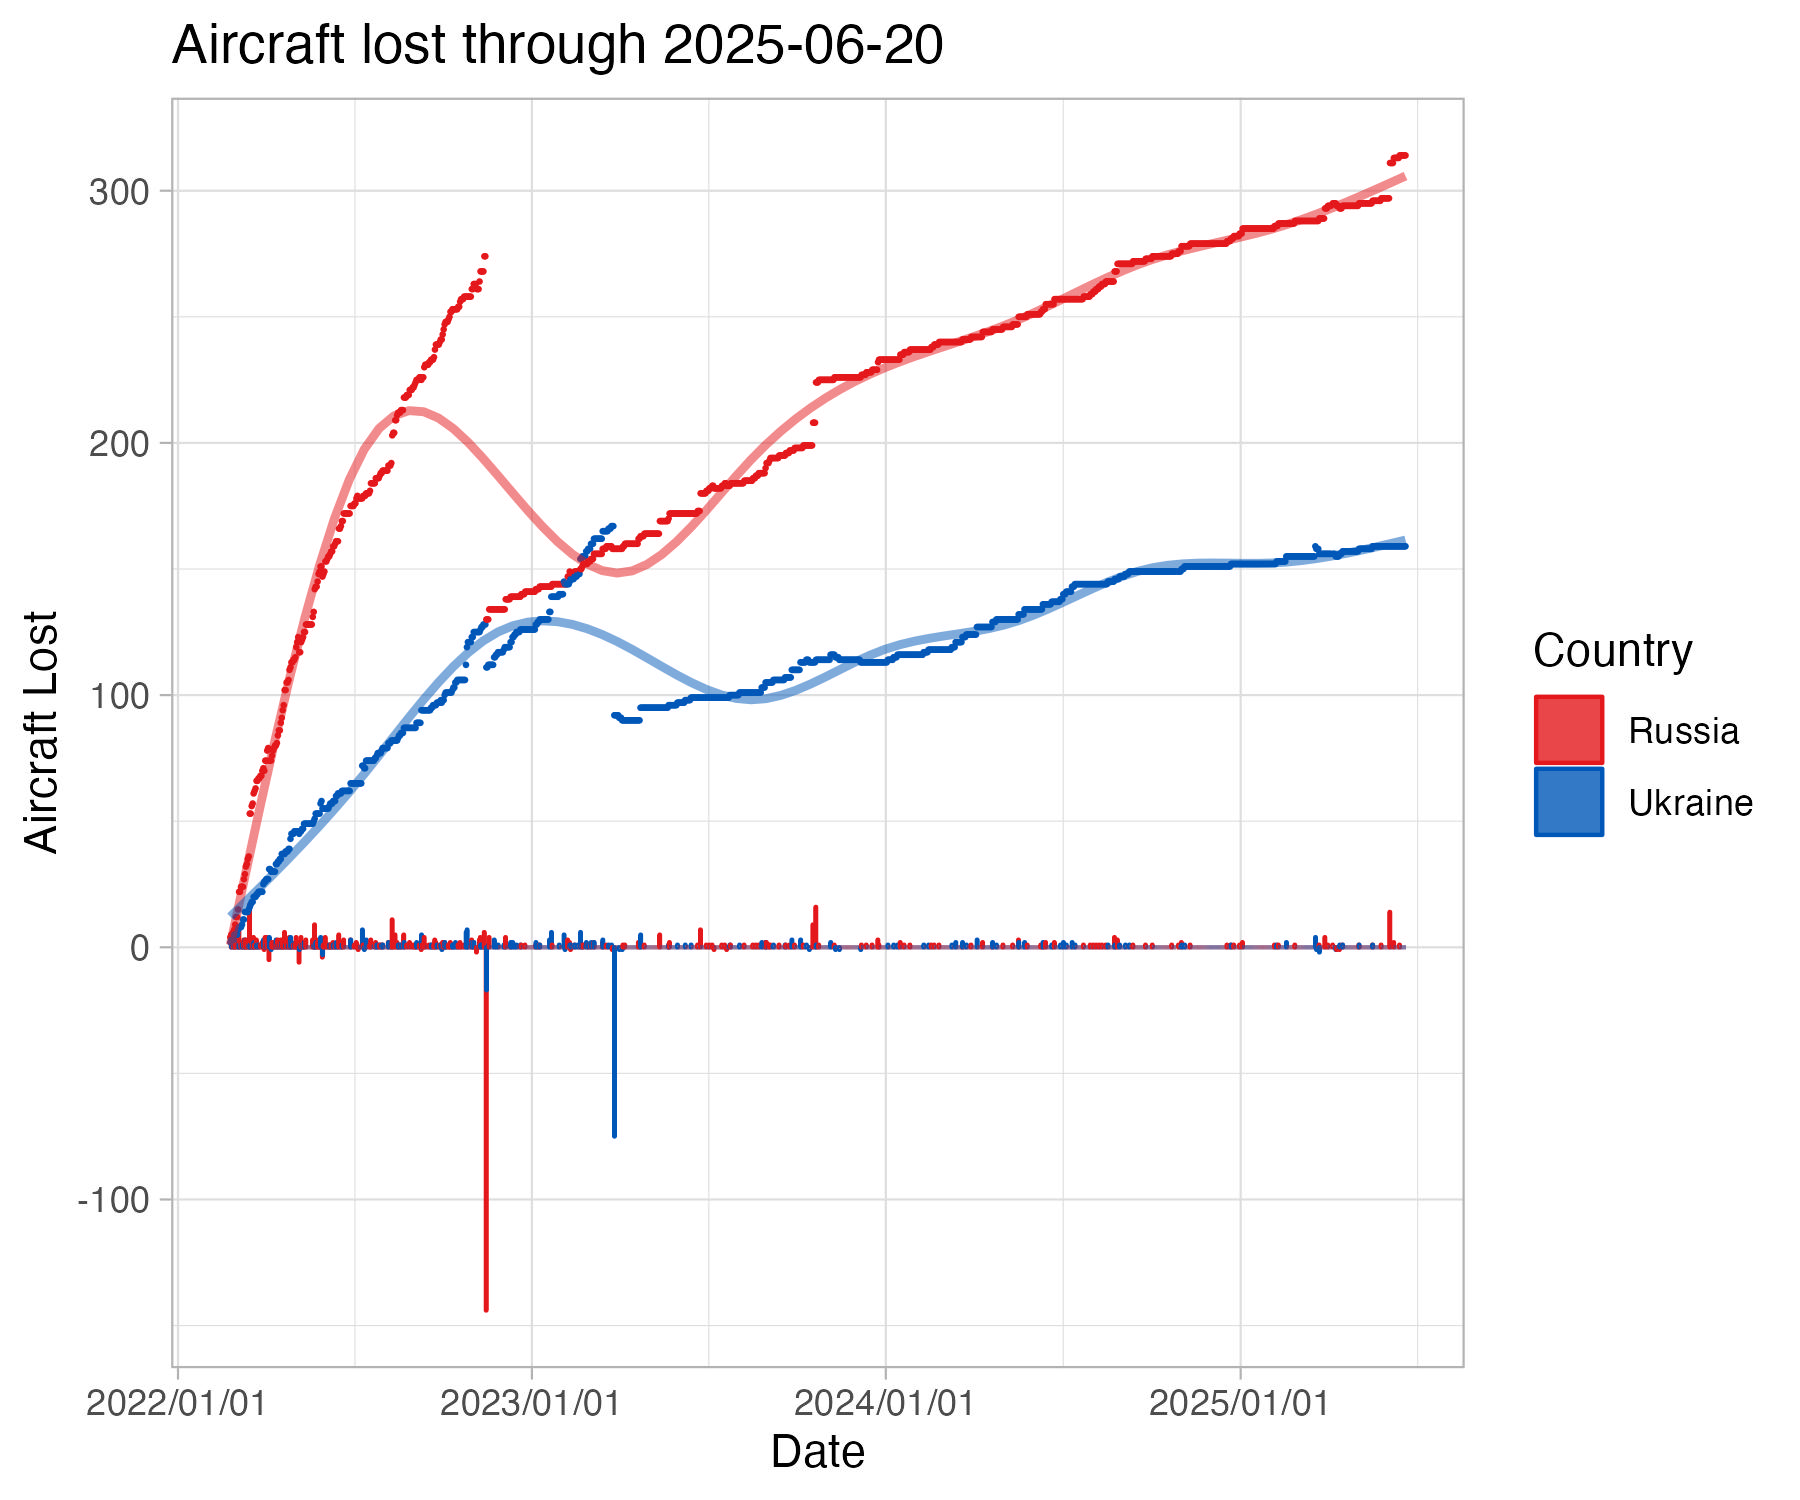 Aircraft lost through 2025-06-20
Aircraft Lost
300
200
100
0
-100
2022/01/01
2023/01/01
2024/01/01
2025/01/01
Date
Country
Russia
Ukraine